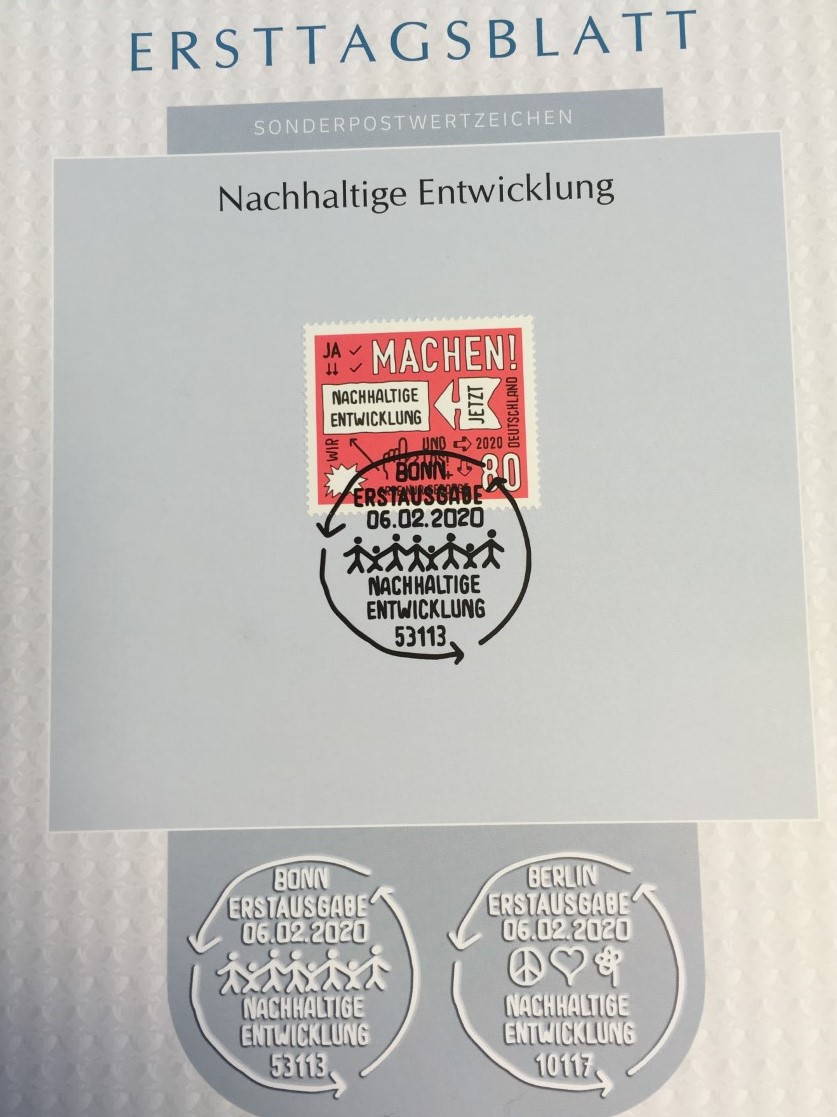 ERSTTAGSBLATT
SONDERPOSTWERTZEICHEN
Nachhaltige Entwicklung
JA
MACHEN!
NACHHALTIGE
ENTWICKLUNG
JETZT
DEUTSCHLAND
WIR
UND
2020
80
BONN
ERSTAUSGABE
06.02.2020
NACHHALTIGE
ENTWICKLUNG
53113
BONN
ERSTAUSGABE
06.02.2020
NACHHALTIGE
ENTWICKLUNG
53113
BERLIN
ERSTAUSGABE
06.02.2020
NACHHALTIGE
ENTWICKLUNG
10117